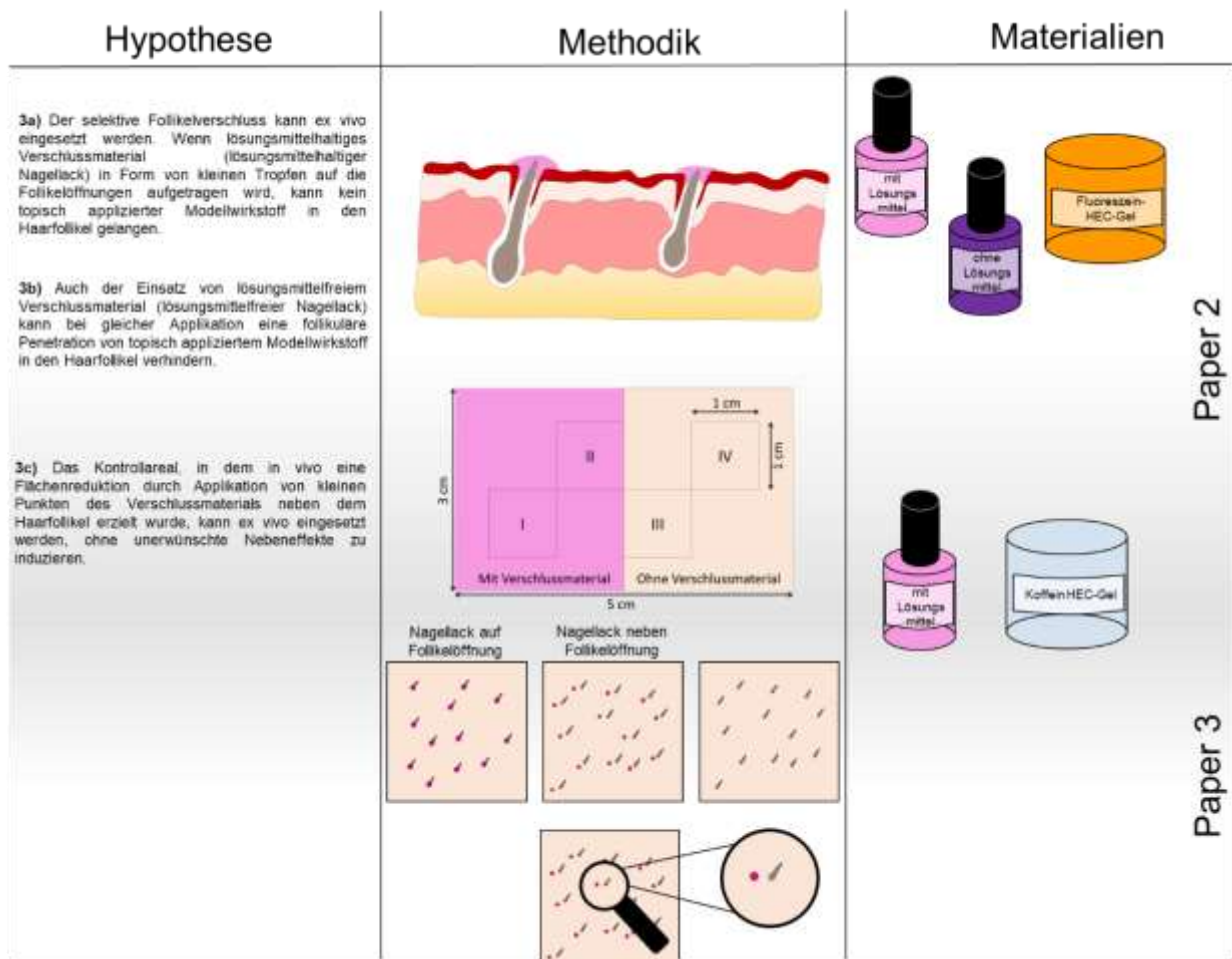 Hypothese
Methodik
Materialien
3a) Der selektive Follikelverschluss kann ex vivo
eingesetzt werden. Wenn lösungsmittelhaltiges
Verschlussmaterial (lösungsmittelhaltiger
Nagellack) in Form von kleinen Tropfen auf die
Follikelöffnungen aufgetragen wird, kann kein
topisch applizierter Modellwirkstoff in den
Haarfollikel gelangen.
3b) Auch der Einsatz von lösungsmittelfreiem
Verschlussmaterial (lösungsmittelfreier Nagellack)
kann bei gleicher Applikation eine follikuläre
Penetration von topisch appliziertem Modellwirkstoff
in den Haarfollikel verhindern.
3c) Das Kontrollareal, in dem in vivo eine
Flächenreduktion durch Applikation von kleinen
Punkten des Verschlussmaterials neben dem
Haarfollikel erzielt wurde, kann ex vivo eingesetzt
werden, ohne unerwünschte Nebeneffekte zu
induzieren.
3 cm
1 cm
1 cm
II
IV
I
III
Mit Verschlussmaterial
Ohne Verschlussmaterial
5 cm
Nagellack auf
Follikelöffnung
Nagellack neben
Follikelöffnung
mit
Lösungs
mittel
ohne
Lösungs
mittel
Fluoreszein-
HEC-Gel
Paper 2
mit
Lösungs
mittel
Koffein HEC-Gel
Paper 3